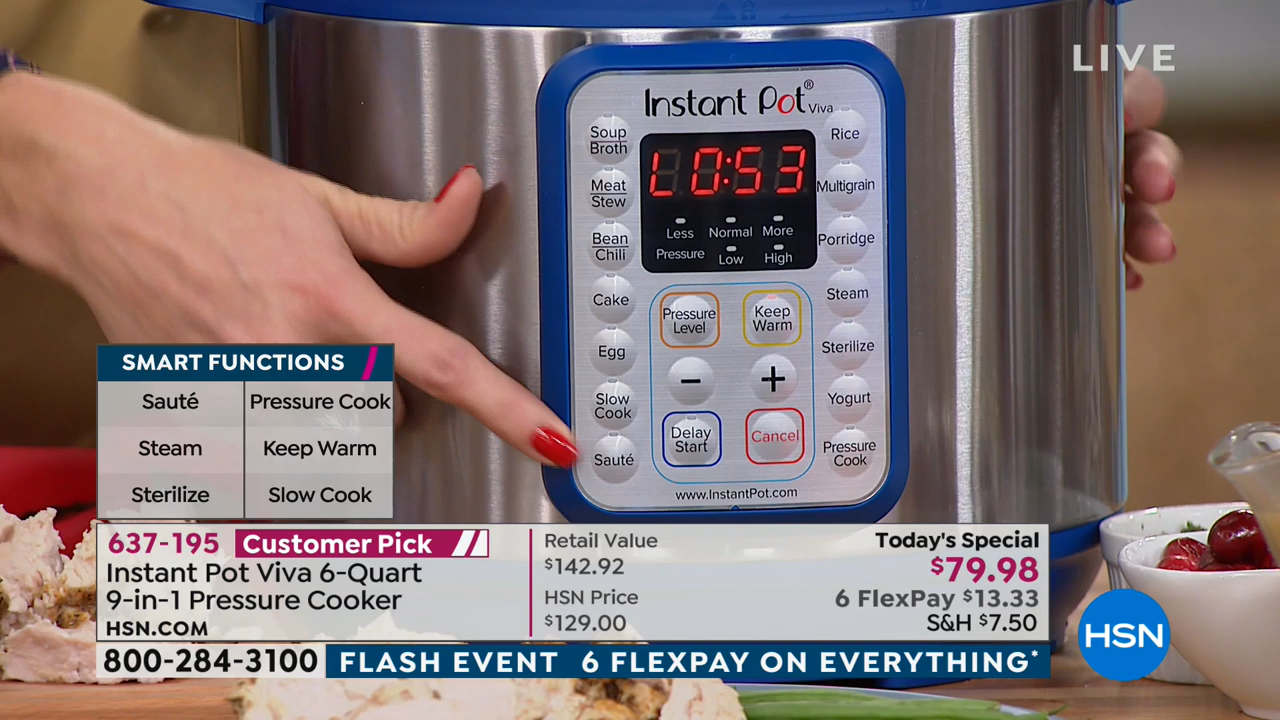 LIVE
Instant Pot® Viva
Soup
Broth
Meat
Stew
Bean
Chili
Cake
Egg
Slow
Cook
Sauté
L0:53
Less Normal More
Pressure Low High
Pressure
Level
Keep
Warm
− +
Delay
Start
Cancel
www.InstantPot.com
Rice
Multigrain
Porridge
Steam
Sterilize
Yogurt
Pressure
Cook
SMART FUNCTIONS
Sauté Pressure Cook
Steam Keep Warm
Sterilize Slow Cook
637-195 Customer Pick
Instant Pot Viva 6-Quart
9-in-1 Pressure Cooker
HSN.COM
Retail Value
$142.92
HSN Price
$129.00
Today's Special
$79.98
6 FlexPay $13.33
S&H $7.50
HSN
800-284-3100 FLASH EVENT 6 FLEXPAY ON EVERYTHING*